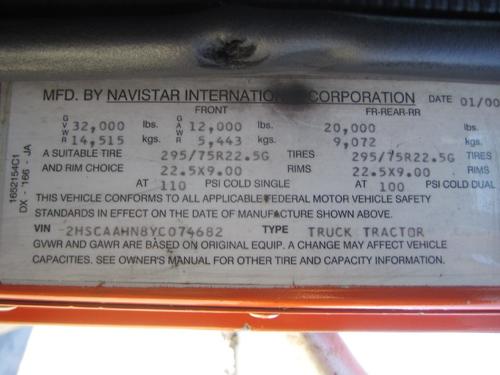 MFD. BY NAVISTAR INTERNATIONAL CORPORATION DATE 01/00
FRONT FR-REAR-RR
GVWR 32,000 lbs. GAWR 12,000 lbs. 20,000
14,515 kgs. 5,443 kgs. 9,072
A SUITABLE TIRE 295/75R22.5G TIRES 295/75R22.5G TIRES
AND RIM CHOICE 22.5X9.00 RIMS 22.5X9.00 RIMS
AT 110 PSI COLD SINGLE AT 100 PSI COLD DUAL
THIS VEHICLE CONFORMS TO ALL APPLICABLE FEDERAL MOTOR VEHICLE SAFETY
STANDARDS IN EFFECT ON THE DATE OF MANUFACTURE SHOWN ABOVE.
VIN 2HSCAAHN8YC074682 TYPE TRUCK TRACTOR
GVWR AND GAWR ARE BASED ON ORIGINAL EQUIP. A CHANGE MAY AFFECT VEHICLE
CAPACITIES. SEE OWNER'S MANUAL FOR OTHER TIRE AND CAPACITY INFORMATION.
1652154C1
DX - 166 - JA